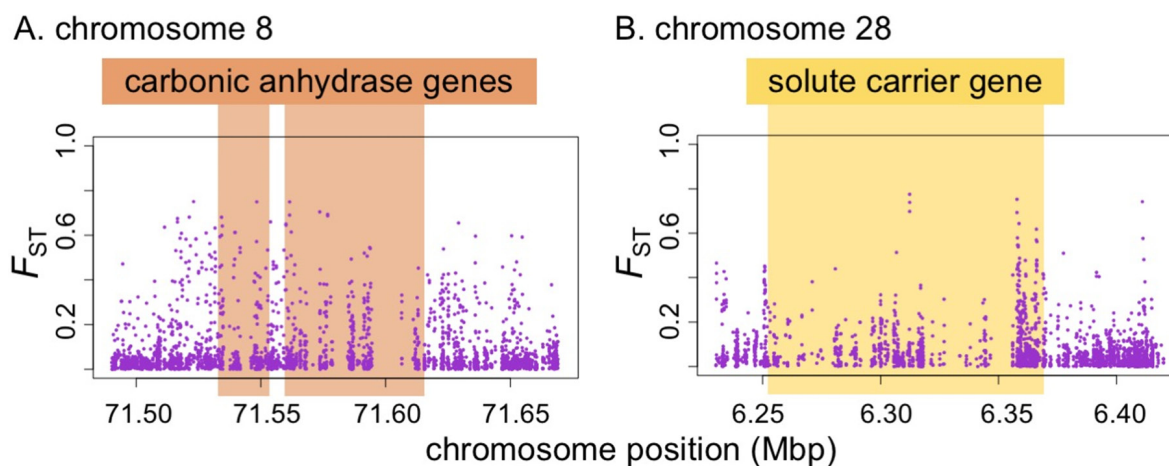 A. chromosome 8
carbonic anhydrase genes
F_ST
1.0
0.6
0.2
71.50 71.55 71.60 71.65
B. chromosome 28
solute carrier gene
F_ST
1.0
0.6
0.2
6.25 6.30 6.35 6.40
chromosome position (Mbp)